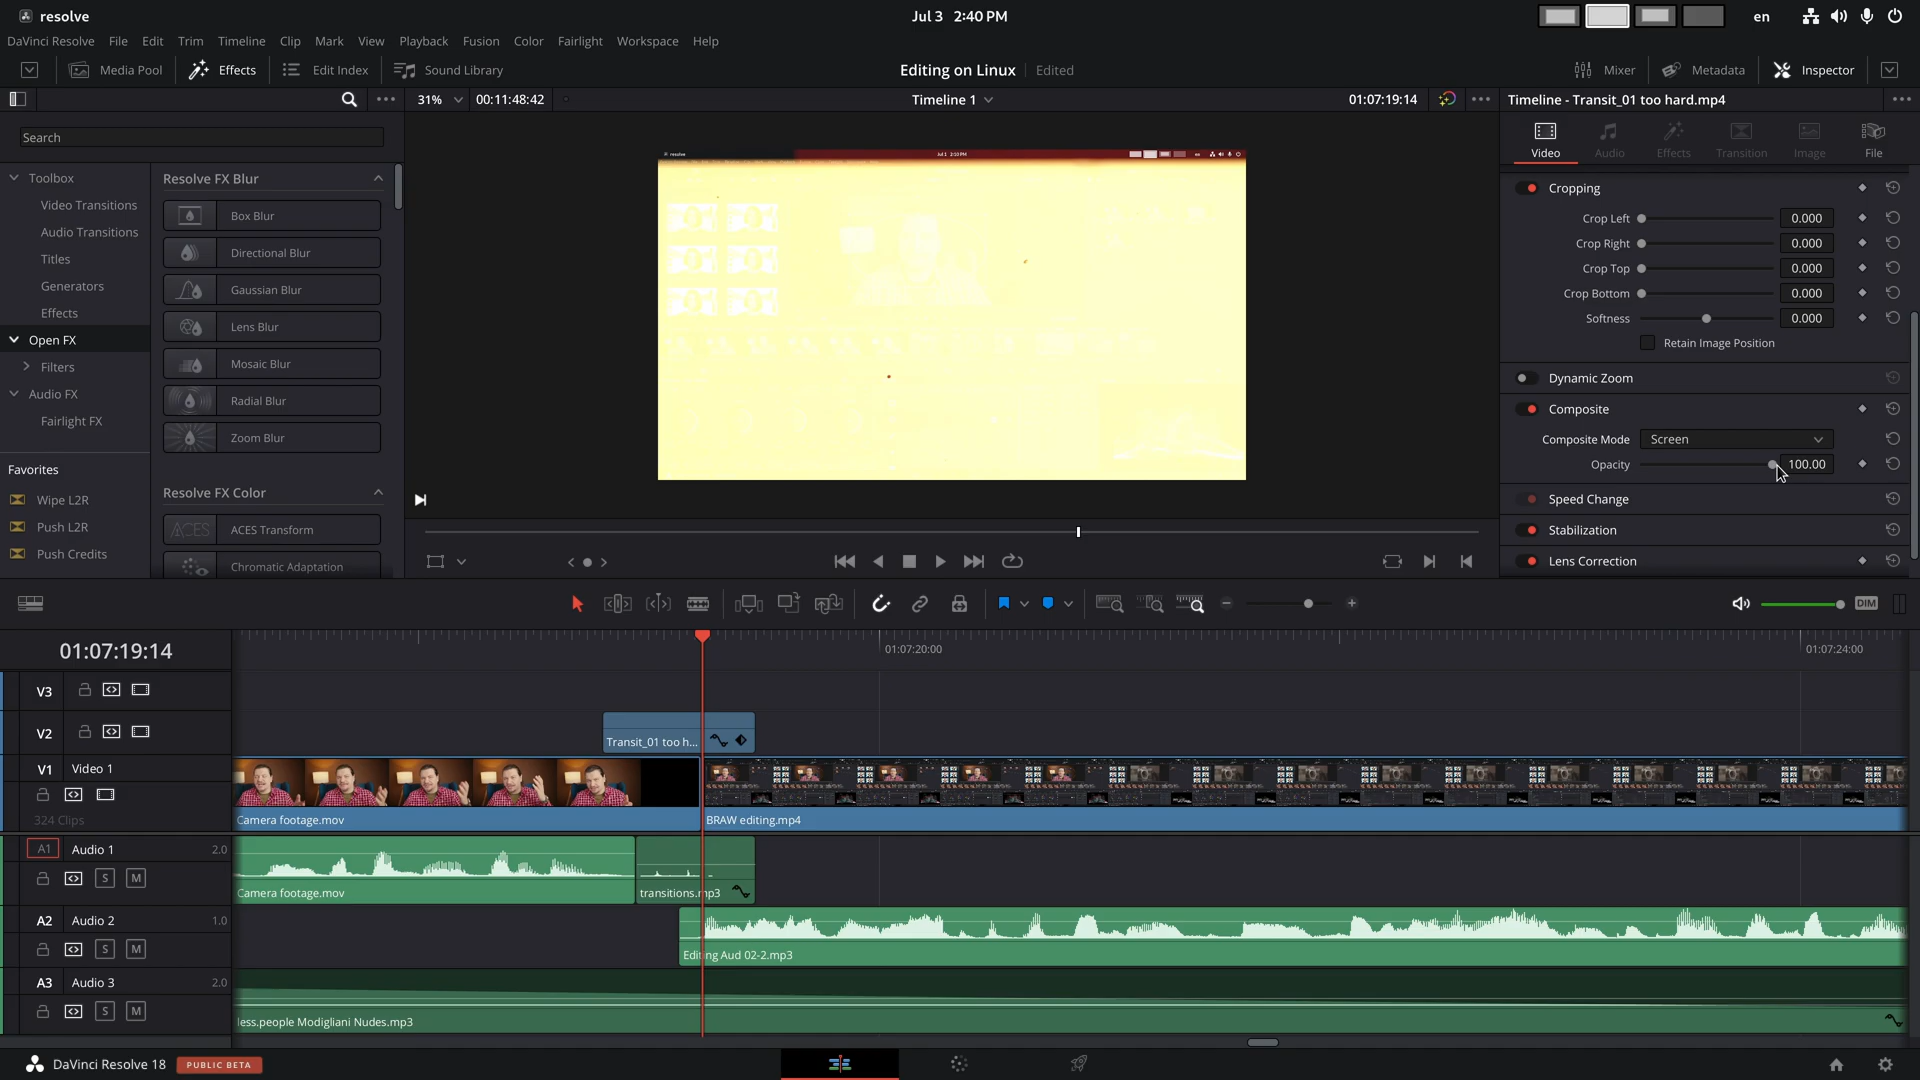 resolve
Jul 3 2:40 PM
en
DaVinci Resolve File Edit Trim Timeline Clip Mark View Playback Fusion Color Fairlight Workspace Help
Media Pool Effects Edit Index Sound Library
Editing on Linux Edited
Mixer Metadata Inspector
31% 00:11:48:42 Timeline 1 01:07:19:14
Timeline - Transit_01 too hard.mp4
Search
Toolbox
Video Transitions
Audio Transitions
Titles
Generators
Effects
Open FX
Filters
Audio FX
Fairlight FX
Favorites
Wipe L2R
Push L2R
Push Credits
Resolve FX Blur
Box Blur
Directional Blur
Gaussian Blur
Lens Blur
Mosaic Blur
Radial Blur
Zoom Blur
Resolve FX Color
ACES ACES Transform
Chromatic Adaptation
resolve
Jul 3 2:10 PM
Video Audio Effects Transition Image File
Cropping
Crop Left 0.000
Crop Right 0.000
Crop Top 0.000
Crop Bottom 0.000
Softness 0.000
Retain Image Position
Dynamic Zoom
Composite
Composite Mode Screen
Opacity 100.00
Speed Change
Stabilization
Lens Correction
DIM
01:07:19:14
01:07:20:00
01:07:24:00
V3
V2
Transit_01 too h...
V1 Video 1
324 Clips
Camera footage.mov
BRAW editing.mp4
A1 Audio 1 2.0
S M
Camera footage.mov
transitions.mp3
A2 Audio 2 1.0
S M
Editing Aud 02-2.mp3
A3 Audio 3 2.0
S M
less.people Modigliani Nudes.mp3
DaVinci Resolve 18 PUBLIC BETA